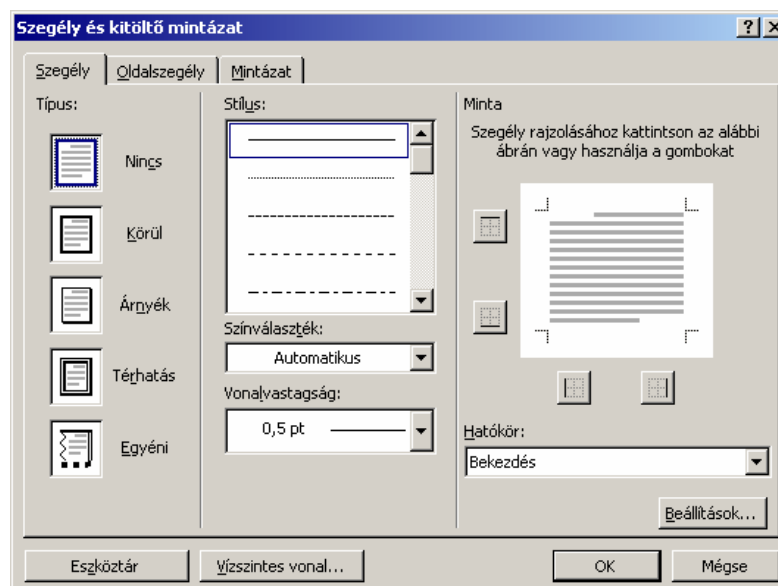 Szegély és kitöltő mintázat
Szegély
Oldalszegély
Mintázat
Típus:
Nincs
Körül
Árnyék
Térhatás
Egyéni
Stílus:
Színválaszték:
Automatikus
Vonalvastagság:
0,5 pt
Minta
Szegély rajzolásához kattintson az alábbi
ábrán vagy használja a gombokat
Hatókör:
Bekezdés
Beállítások...
Eszköztár
Vízszintes vonal...
OK
Mégse